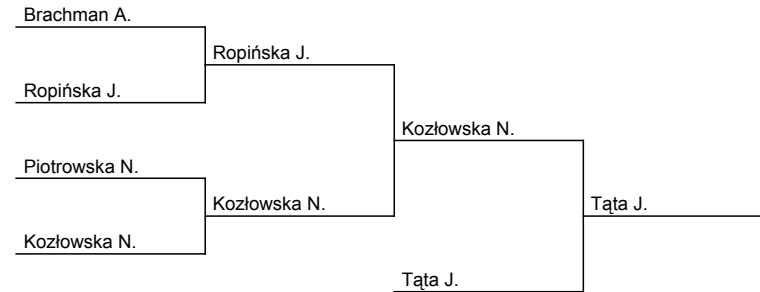 Brachman A.
Ropińska J.
Ropińska J.
Kozłowska N.
Piotrowska N.
Kozłowska N.
Tąta J.
Kozłowska N.
Tąta J.